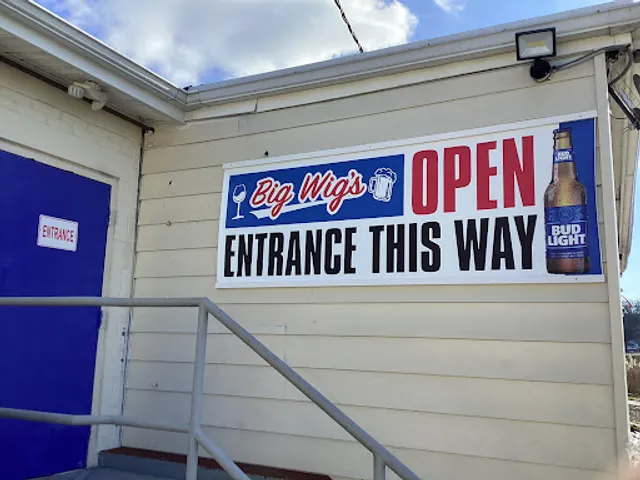 Big Wig's OPEN
ENTRANCE THIS WAY
ENTRANCE
BUD
LIGHT